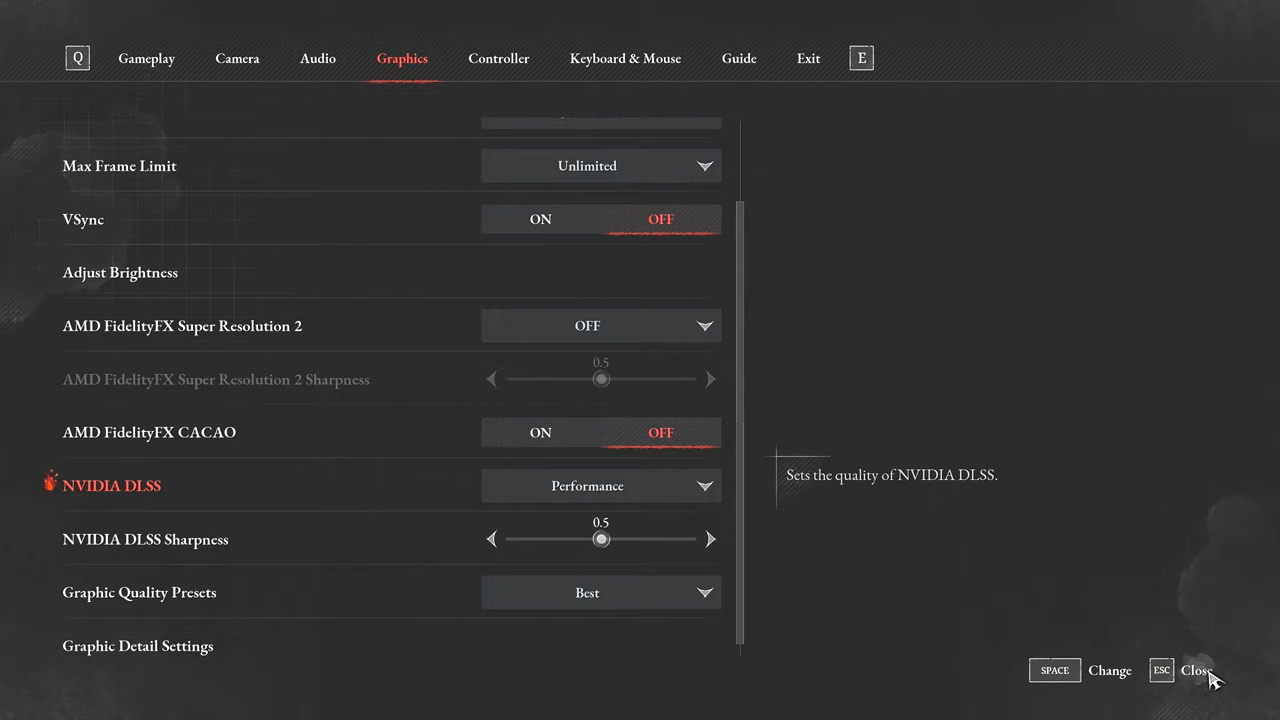 Q Gameplay Camera Audio Graphics Controller Keyboard & Mouse Guide Exit E
Max Frame Limit Unlimited
VSync ON OFF
Adjust Brightness
AMD FidelityFX Super Resolution 2 OFF
0.5
AMD FidelityFX Super Resolution 2 Sharpness
AMD FidelityFX CACAO ON OFF
Sets the quality of NVIDIA DLSS.
NVIDIA DLSS Performance
0.5
NVIDIA DLSS Sharpness
Graphic Quality Presets Best
Graphic Detail Settings
SPACE Change ESC Close